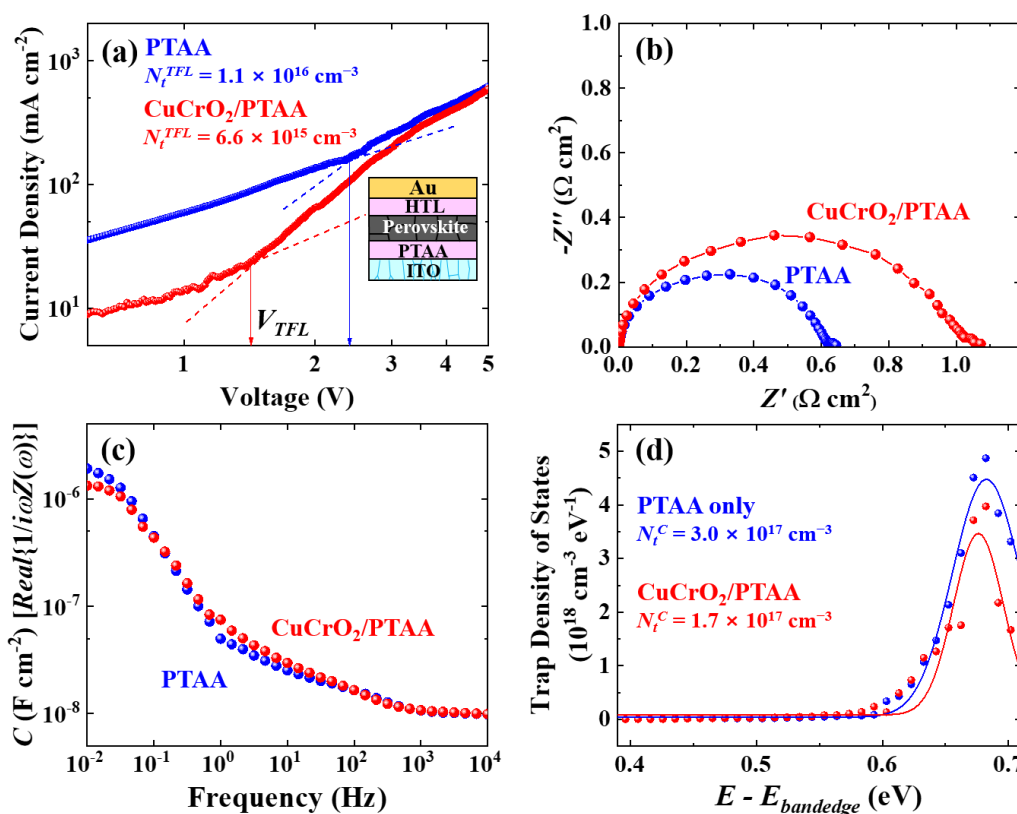 (a)
PTAA
N_t^TFL = 1.1 × 10^16 cm^−3
CuCrO₂/PTAA
N_t^TFL = 6.6 × 10^15 cm^−3
Au
HTL
Perovskite
PTAA
ITO
V_TFL
10^3
10^2
10^1
Current Density (mA cm^-2)
1
2
3
4
5
Voltage (V)
(b)
CuCrO₂/PTAA
PTAA
1.0
0.8
0.6
0.4
0.2
0.0
-Z'' (Ω cm²)
0.0
0.2
0.4
0.6
0.8
1.0
1.2
Z' (Ω cm²)
(c)
CuCrO₂/PTAA
PTAA
10^-6
10^-7
10^-8
C (F cm^-2) [Real{1/iωZ(ω)}]
10^-2
10^-1
10^0
10^1
10^2
10^3
10^4
Frequency (Hz)
(d)
PTAA only
N_t^C = 3.0 × 10^17 cm^−3
CuCrO₂/PTAA
N_t^C = 1.7 × 10^17 cm^−3
5
4
3
2
1
0
Trap Density of States
(10^18 cm^-3 eV^-1)
0.4
0.5
0.6
0.7
E - E_bandedge (eV)